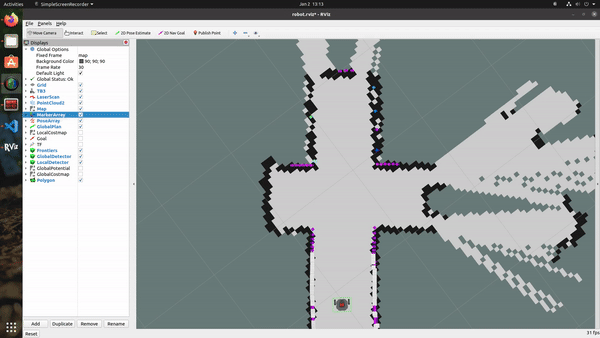 Activities
SimpleScreenRecorder
Jan 2 13:13
robot.rviz* - RViz
File Panels Help
Move Camera
Interact
Select
2D Pose Estimate
2D Nav Goal
Publish Point
Displays
Global Options
Fixed Frame map
Background Color 90; 90; 90
Frame Rate 30
Default Light
Global Status: Ok
Grid
TB3
LaserScan
PointCloud2
Map
MarkerArray
PoseArray
GlobalPlan
LocalCostmap
Goal
TF
Frontiers
GlobalDetector
LocalDetector
GlobalPotential
GlobalCostmap
Polygon
RViz
Add Duplicate Remove Rename
Reset
31 fps